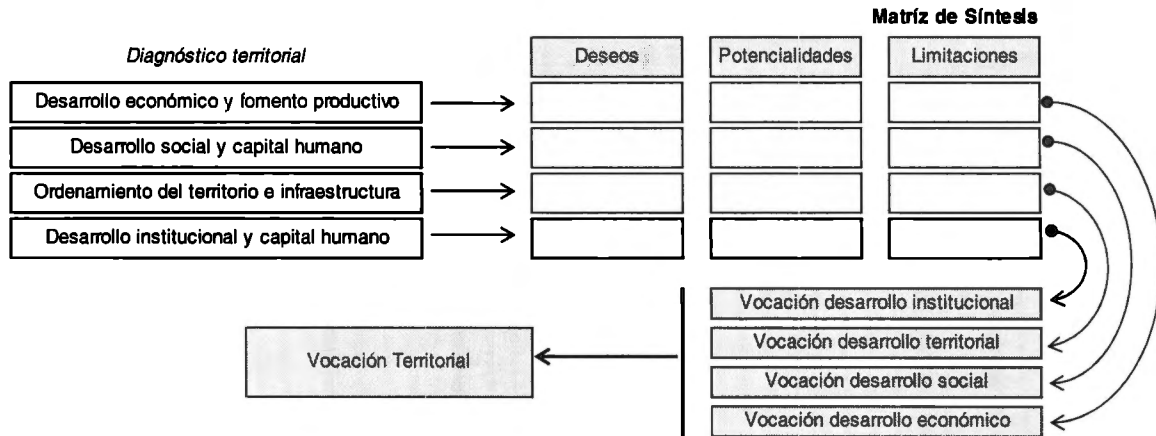 Matríz de Síntesis
Diagnóstico territorial
Deseos
Potencialidades
Limitaciones
Desarrollo económico y fomento productivo
Desarrollo social y capital humano
Ordenamiento del territorio e infraestructura
Desarrollo institucional y capital humano
Vocación desarrollo institucional
Vocación desarrollo territorial
Vocación desarrollo social
Vocación desarrollo económico
Vocación Territorial